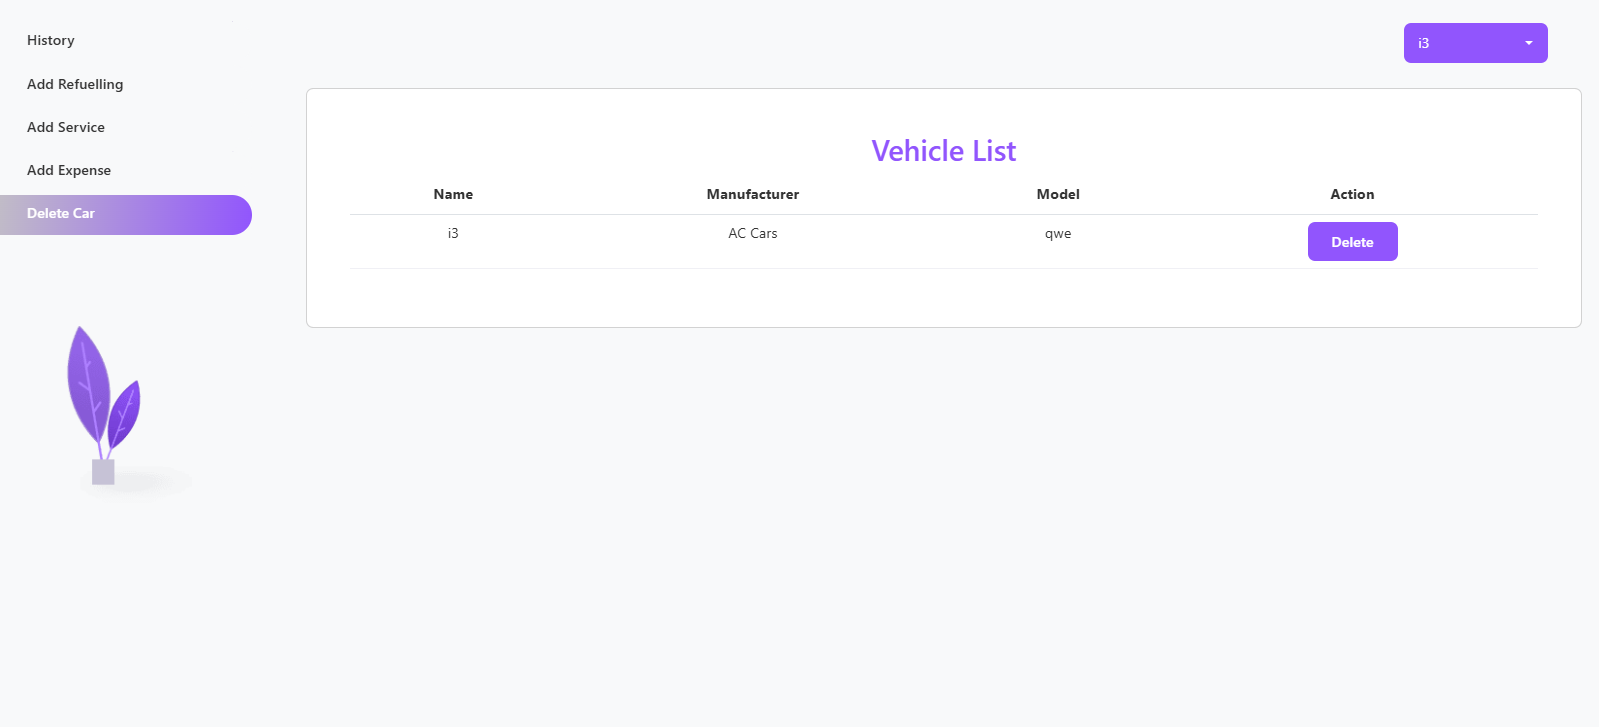 History
Add Refuelling
Add Service
Add Expense
Delete Car
i3
Vehicle List
Name Manufacturer Model Action
i3 AC Cars qwe Delete